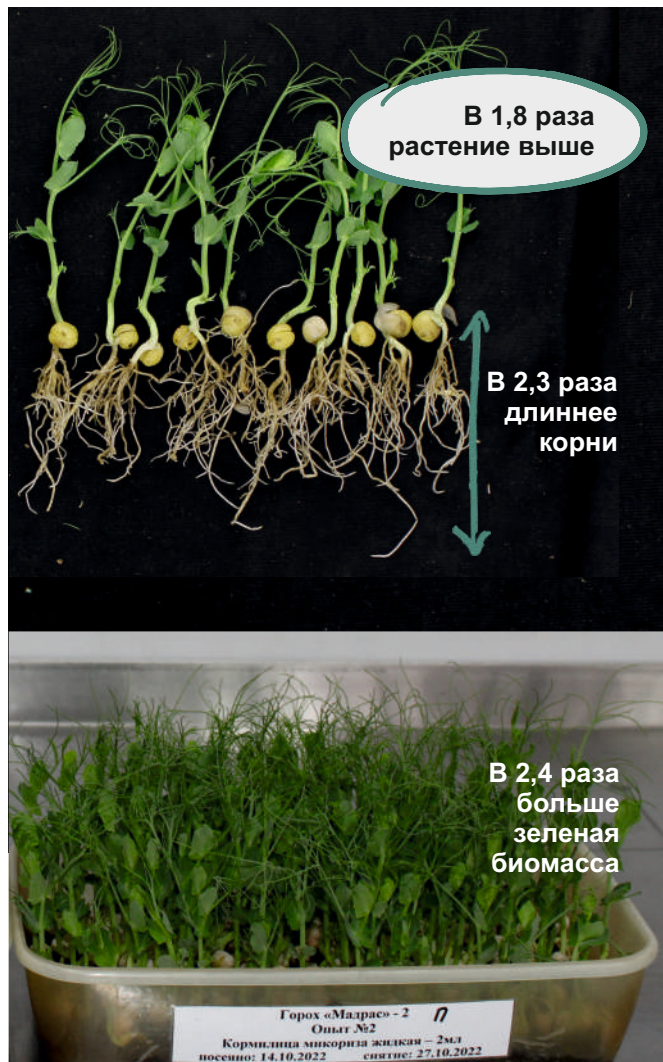 В 1,8 раза
растение выше
В 2,3 раза
длиннее
корни
В 2,4 раза
больше
зеленая
биомасса
Горох «Мадрас» - 2 П
Опыт №2
Кормилица микориза жидкая – 2мл
посеяно: 14.10.2022 снятие: 27.10.2022